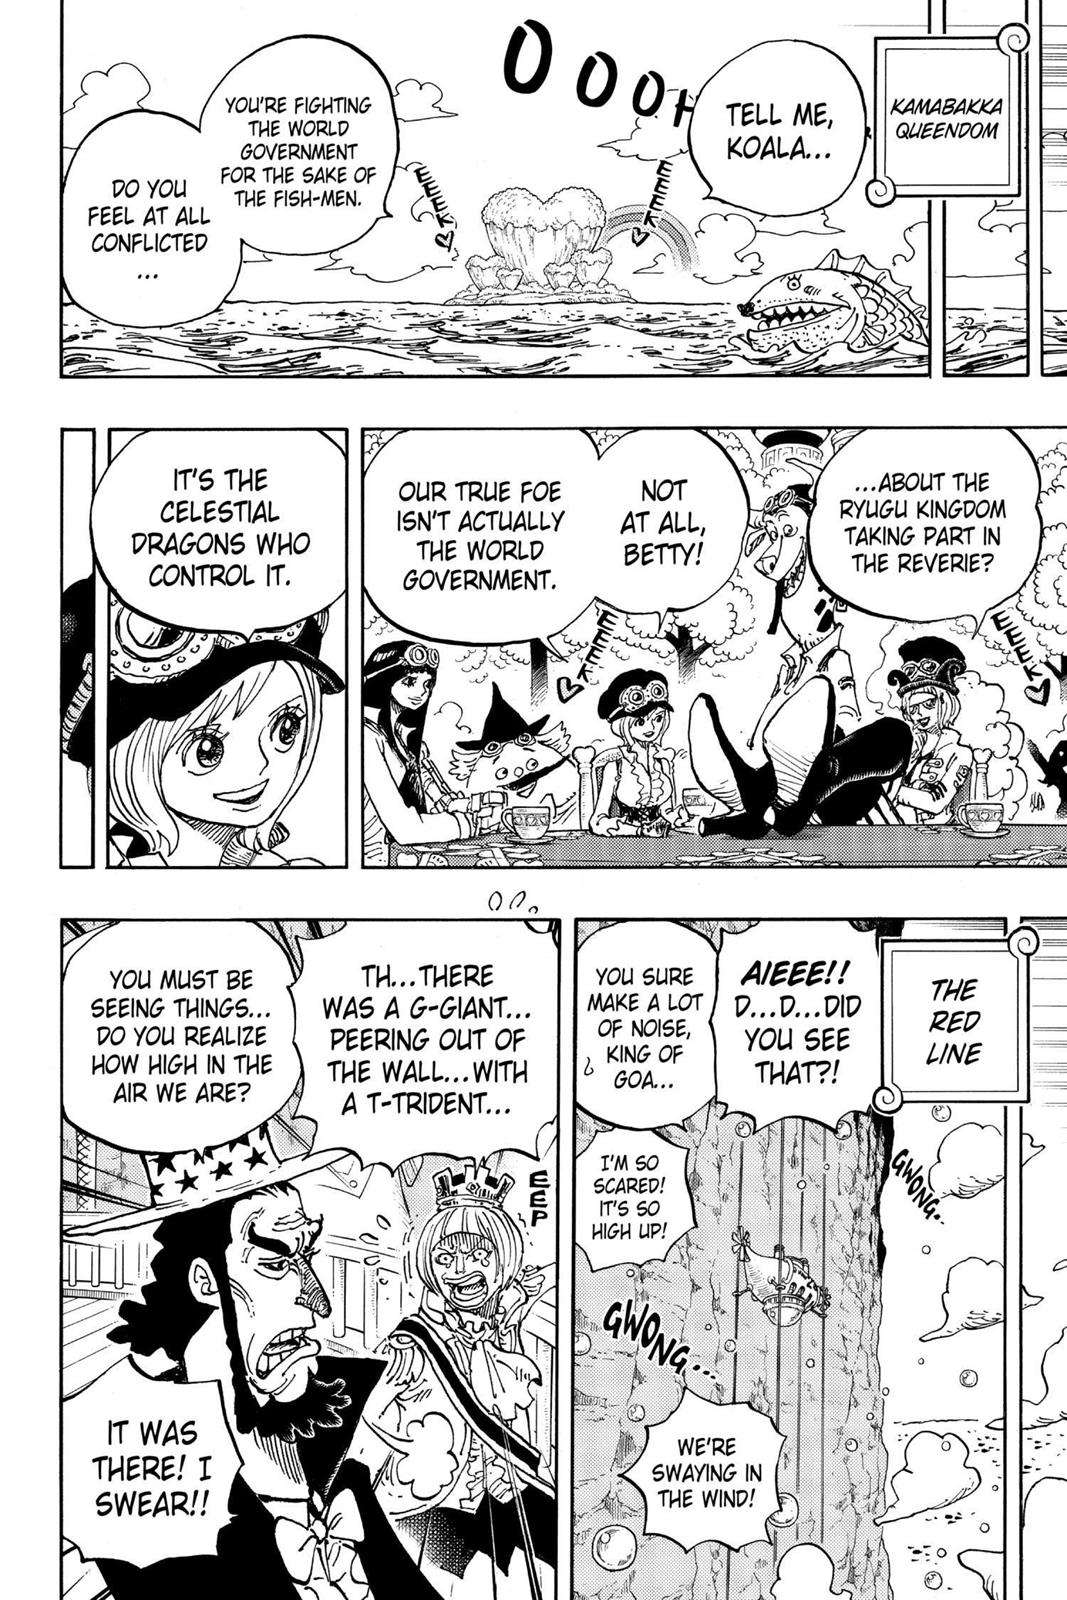 KAMABAKKA
QUEENDOM
OOOH
TELL ME,
KOALA...
YOU'RE FIGHTING
THE WORLD
GOVERNMENT
FOR THE SAKE OF
THE FISH-MEN.
DO YOU
FEEL AT ALL
CONFLICTED
...
EEEEK♡
EEEEK♡
...ABOUT THE
RYUGU KINGDOM
TAKING PART IN
THE REVERIE?
NOT
AT ALL,
BETTY!
OUR TRUE FOE
ISN'T ACTUALLY
THE WORLD
GOVERNMENT.
EEEEK♡
EEEEK♡
IT'S THE
CELESTIAL
DRAGONS WHO
CONTROL IT.
THE
RED
LINE
AIEEE!!
D...D...DID
YOU SEE
THAT?!
YOU SURE
MAKE A LOT
OF NOISE,
KING OF
GOA...
I'M SO
SCARED!
IT'S SO
HIGH UP!
GWONG..
GWONG...
WE'RE
SWAYING IN
THE WIND!
TH...THERE
WAS A G-GIANT...
PEERING OUT OF
THE WALL...WITH
A T-TRIDENT...
YOU MUST BE
SEEING THINGS...
DO YOU REALIZE
HOW HIGH IN THE
AIR WE ARE?
EEP
IT WAS
THERE! I
SWEAR!!